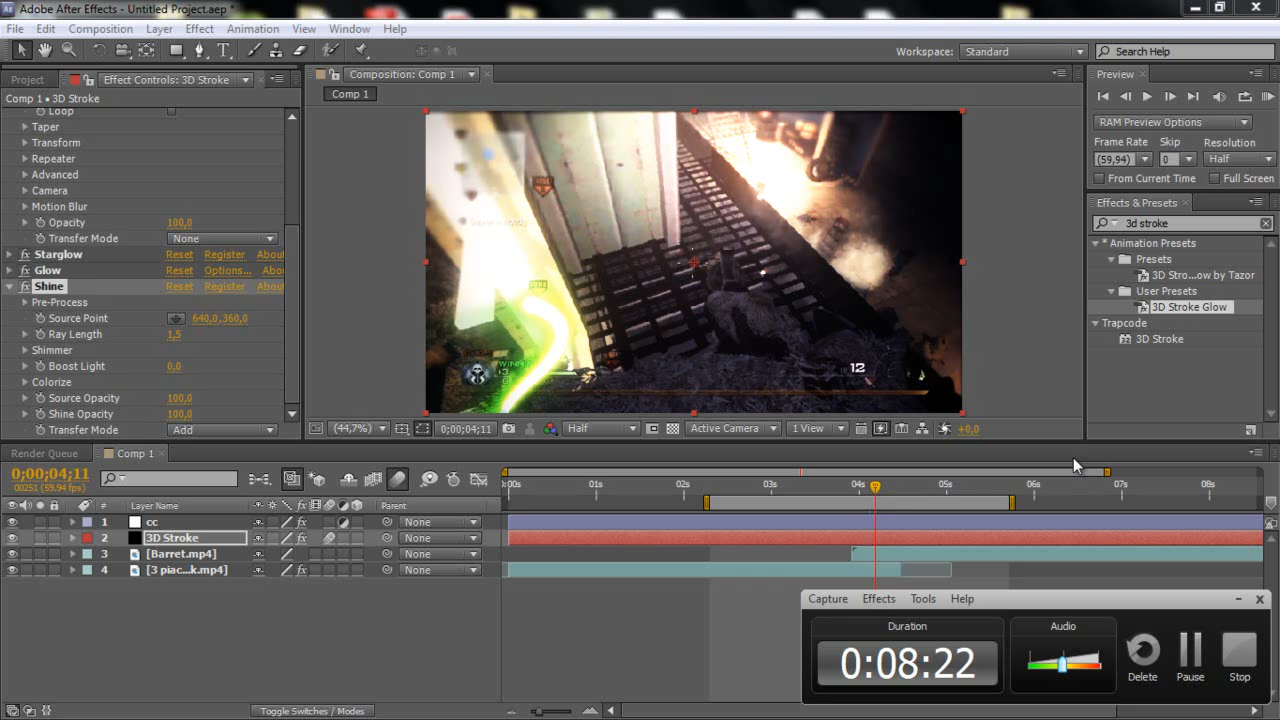 Adobe After Effects - Untitled Project.aep *
File Edit Composition Layer Effect Animation View Window Help
Workspace: Standard Search Help
Project Effect Controls: 3D Stroke
Comp 1 • 3D Stroke
Loop
Taper
Transform
Repeater
Advanced
Camera
Motion Blur
Opacity 100,0
Transfer Mode None
Starglow Reset Register Abou
Glow Reset Options... Abou
Shine Reset Register Abou
Pre-Process
Source Point 640,0,360,0
Ray Length 1,5
Shimmer
Boost Light 0,0
Colorize
Source Opacity 100,0
Shine Opacity 100,0
Transfer Mode Add
Composition: Comp 1
Comp 1
12
(44,7%) 0;00;04;11 Half Active Camera 1 View +0,0
Preview
RAM Preview Options
Frame Rate Skip Resolution
(59,94) 0 Half
From Current Time Full Screen
Effects & Presets
3d stroke
* Animation Presets
Presets
3D Stro...ow by Tazor
User Presets
3D Stroke Glow
Trapcode
3D Stroke
Render Queue Comp 1
0;00;04;11
00251 (59.94 fps)
# Layer Name Parent
:00s 01s 02s 03s 04s 05s 06s 07s 08s
1 cc None
2 3D Stroke None
3 [Barret.mp4] None
4 [3 piac...k.mp4] None
Toggle Switches / Modes
Capture Effects Tools Help
Duration Audio
0:08:22
Delete Pause Stop